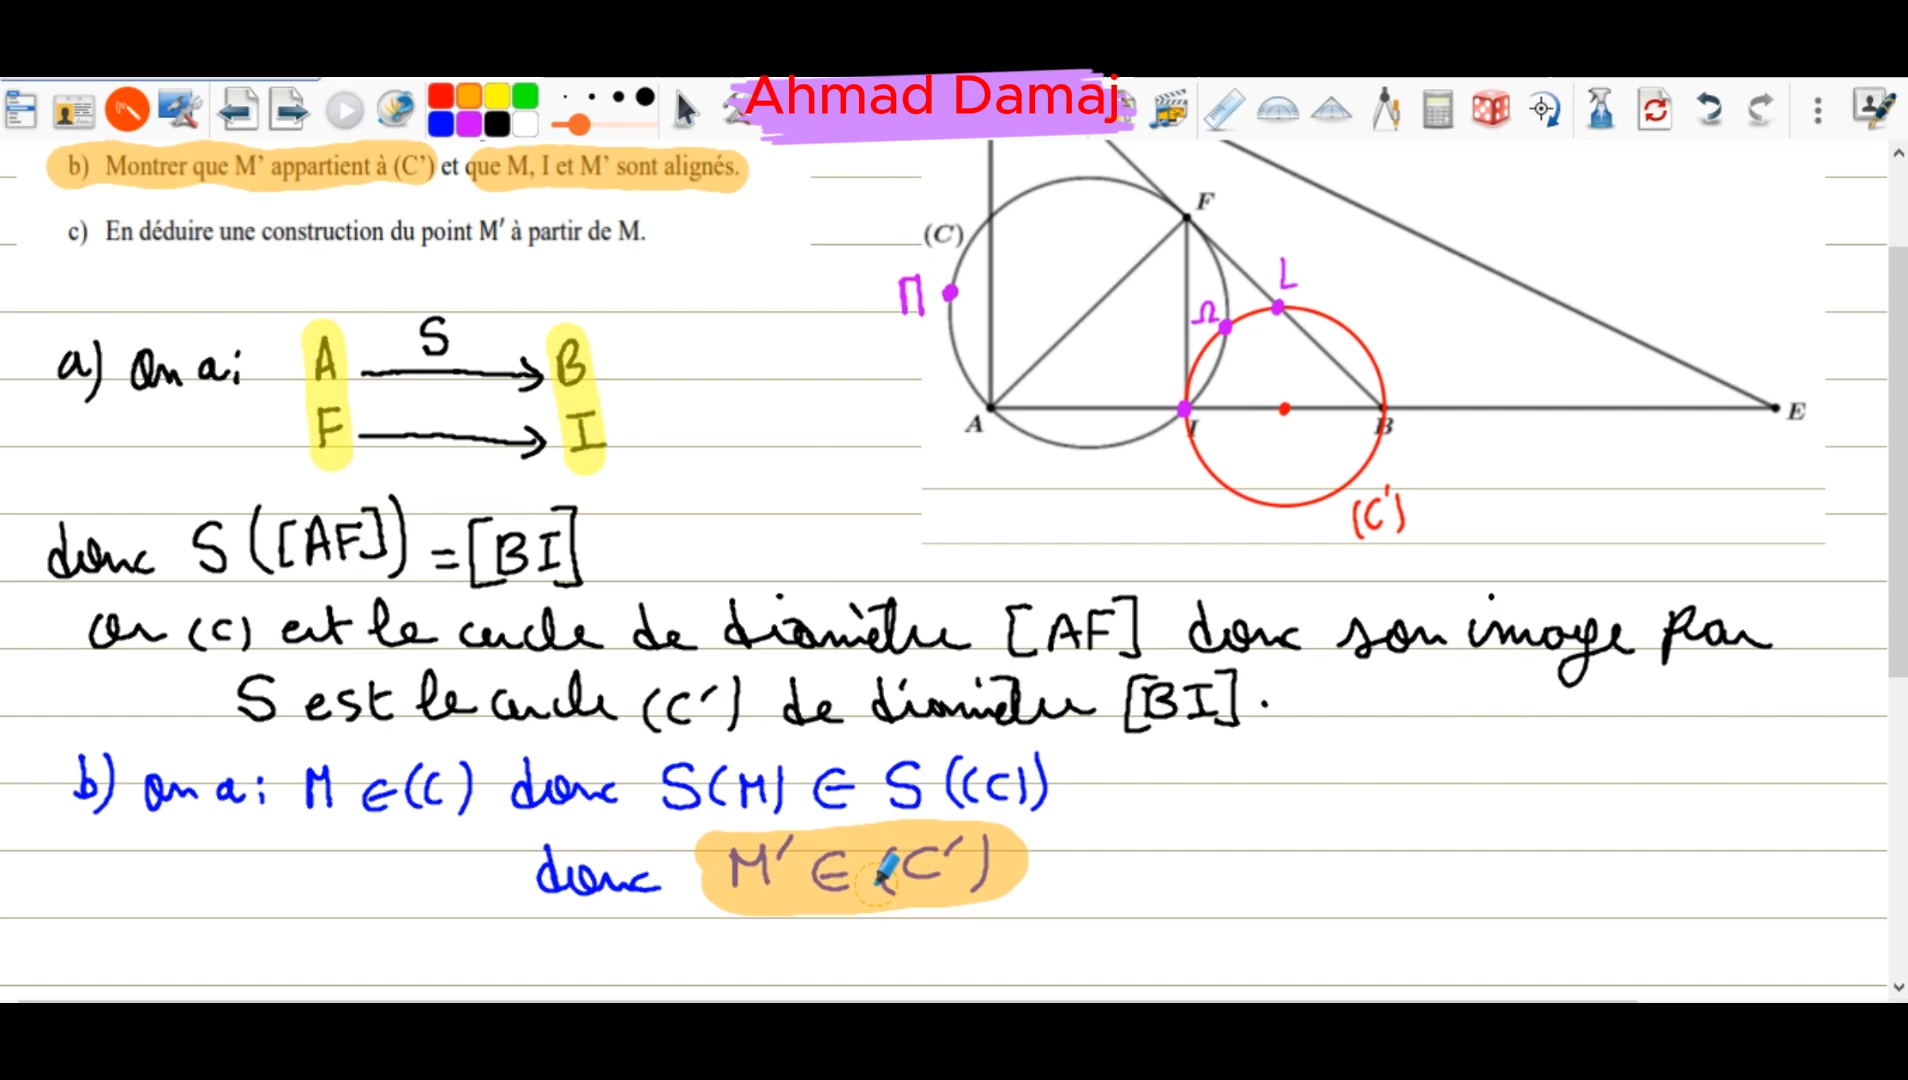 Ahmad Damaj
b) Montrer que M' appartient à (C') et que M, I et M' sont alignés.
c) En déduire une construction du point M' à partir de M.
F
(C)
M
L
Ω
A
I
B
E
(C')
a) On a: A S B
F I
donc S([AF]) = [BI]
or (C) est le cercle de diamètre [AF] donc son image par
S est le cercle (C') de diamètre [BI].
b) on a: M ∈ (C) donc S(M) ∈ S((C))
donc M' ∈ (C')